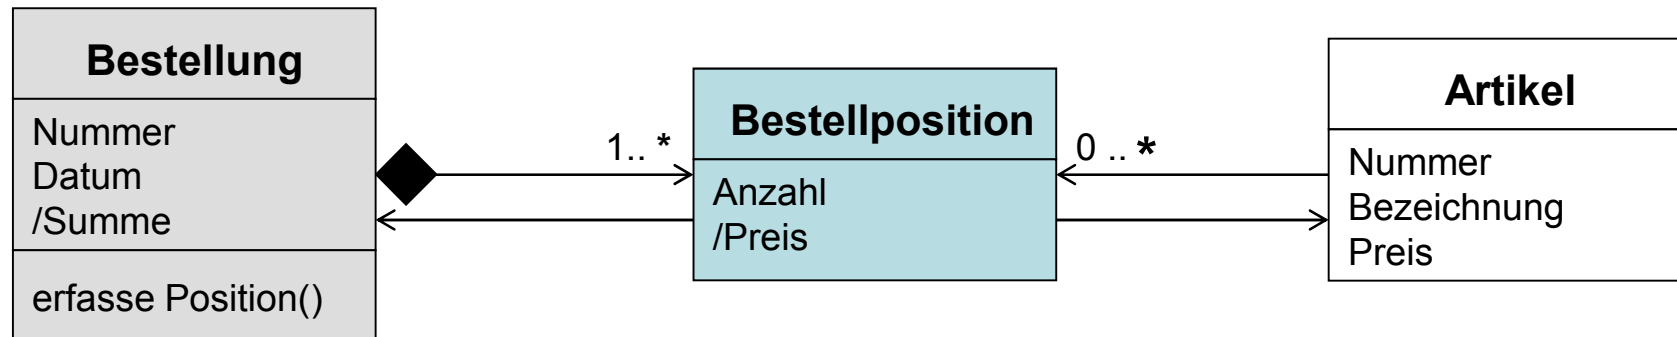 Bestellung
Nummer
Datum
/Summe
erfasse Position()
1.. *
Bestellposition
Anzahl
/Preis
0 .. *
Artikel
Nummer
Bezeichnung
Preis